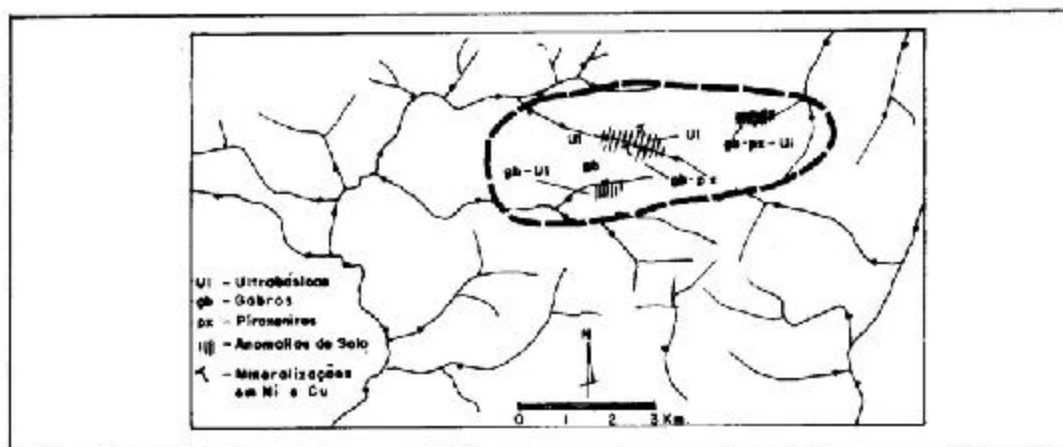 Ul
Ul
gb-px-Ul
gb
gb-Ul
gb-px
Ul - Ultrabásicas
gb - Gabros
px - Piroxenitos
- Anomalias de Solo
- Mineralizações
em Ni e Cu
N
0 1 2 3 Km